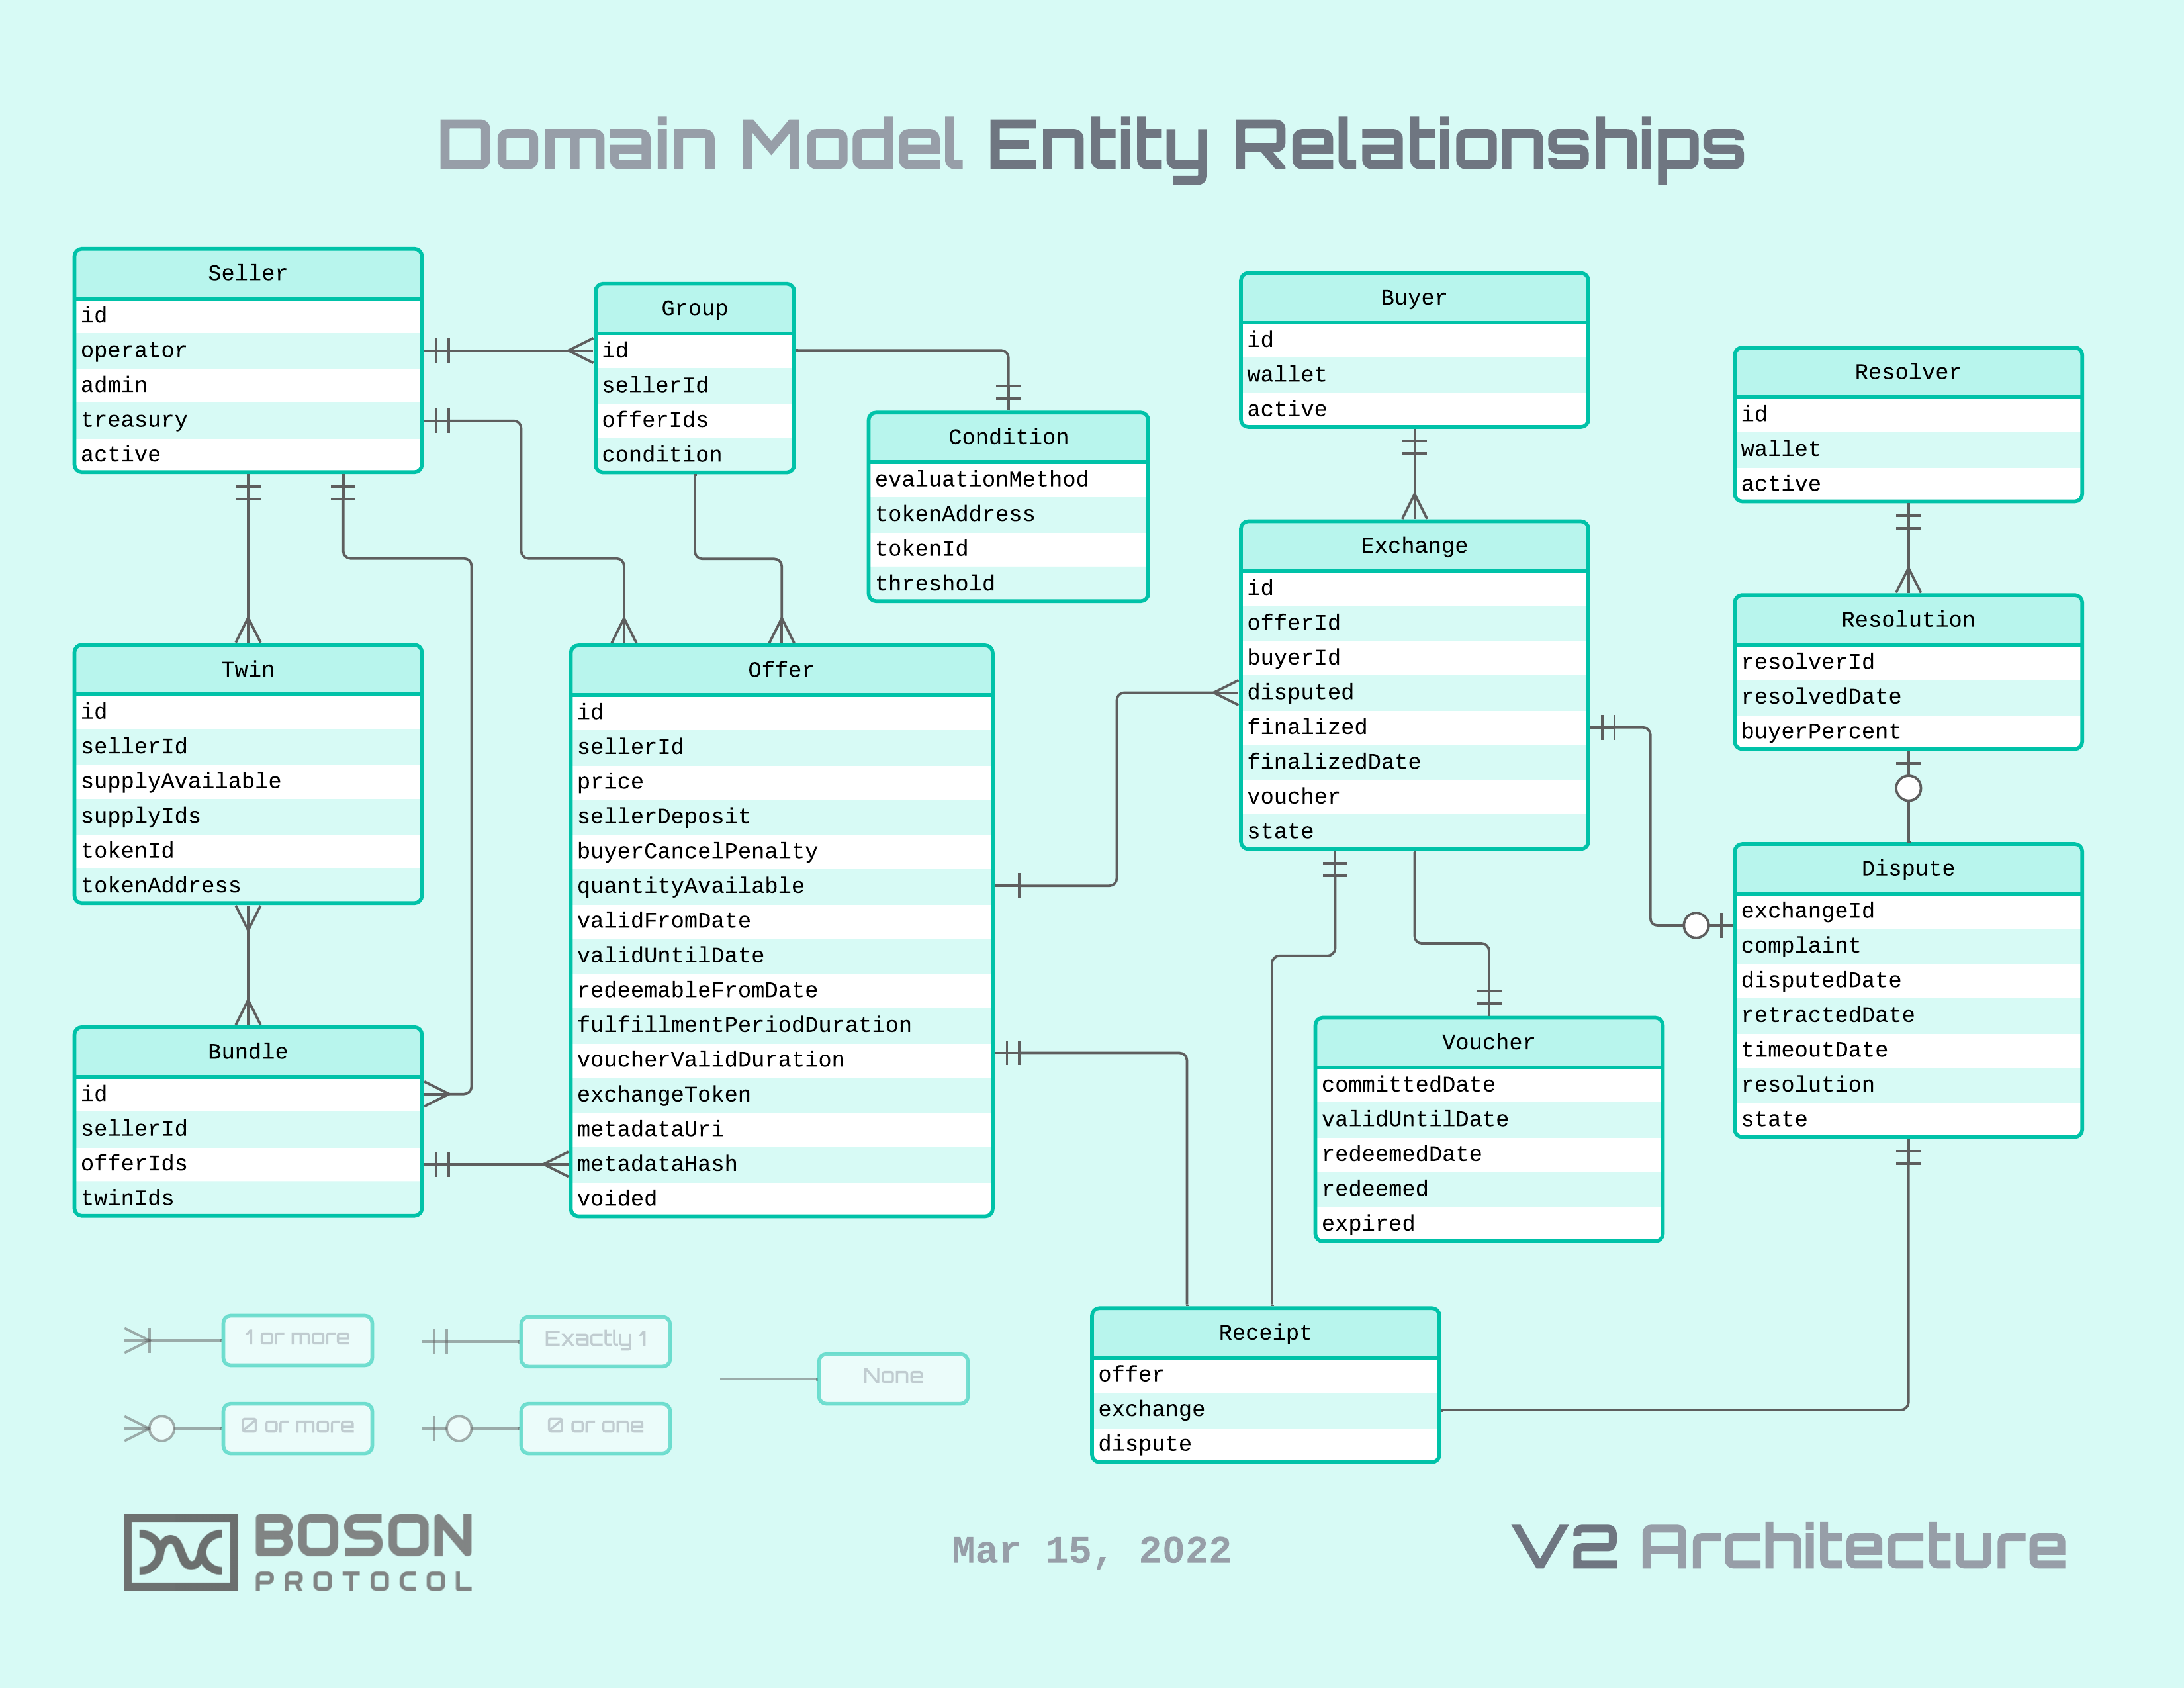 Domain Model Entity Relationships
Seller
id
operator
admin
treasury
active
Group
id
sellerId
offerIds
condition
Condition
evaluationMethod
tokenAddress
tokenId
threshold
Buyer
id
wallet
active
Resolver
id
wallet
active
Exchange
id
offerId
buyerId
disputed
finalized
finalizedDate
voucher
state
Resolution
resolverId
resolvedDate
buyerPercent
Twin
id
sellerId
supplyAvailable
supplyIds
tokenId
tokenAddress
Offer
id
sellerId
price
sellerDeposit
buyerCancelPenalty
quantityAvailable
validFromDate
validUntilDate
redeemableFromDate
fulfillmentPeriodDuration
voucherValidDuration
exchangeToken
metadataUri
metadataHash
voided
Dispute
exchangeId
complaint
disputedDate
retractedDate
timeoutDate
resolution
state
Bundle
id
sellerId
offerIds
twinIds
Voucher
committedDate
validUntilDate
redeemedDate
redeemed
expired
Receipt
offer
exchange
dispute
1 or more
Exactly 1
None
0 or more
0 or one
BOSON
PROTOCOL
Mar 15, 2022
V2 Architecture